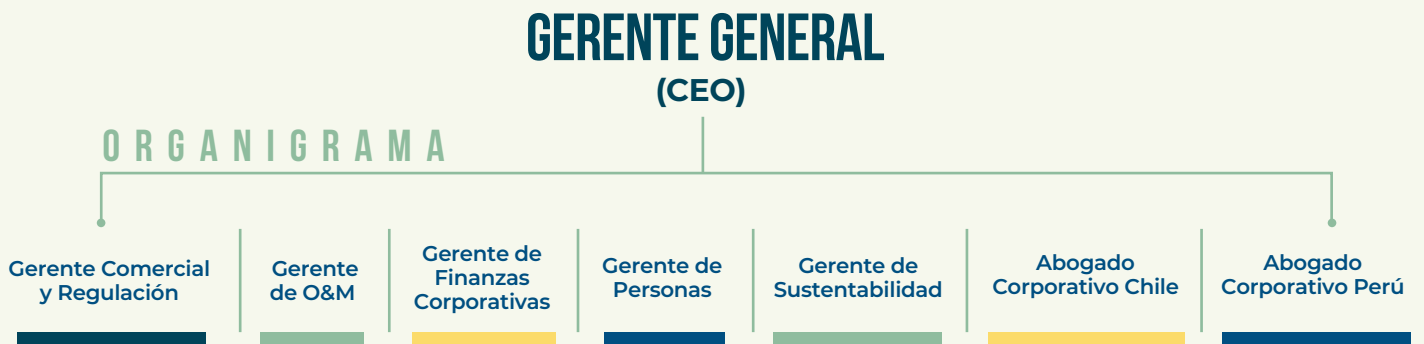 GERENTE GENERAL
(CEO)
ORGANIGRAMA
Gerente Comercial
y Regulación
Gerente
de O&M
Gerente de
Finanzas
Corporativas
Gerente de
Personas
Gerente de
Sustentabilidad
Abogado
Corporativo Chile
Abogado
Corporativo Perú